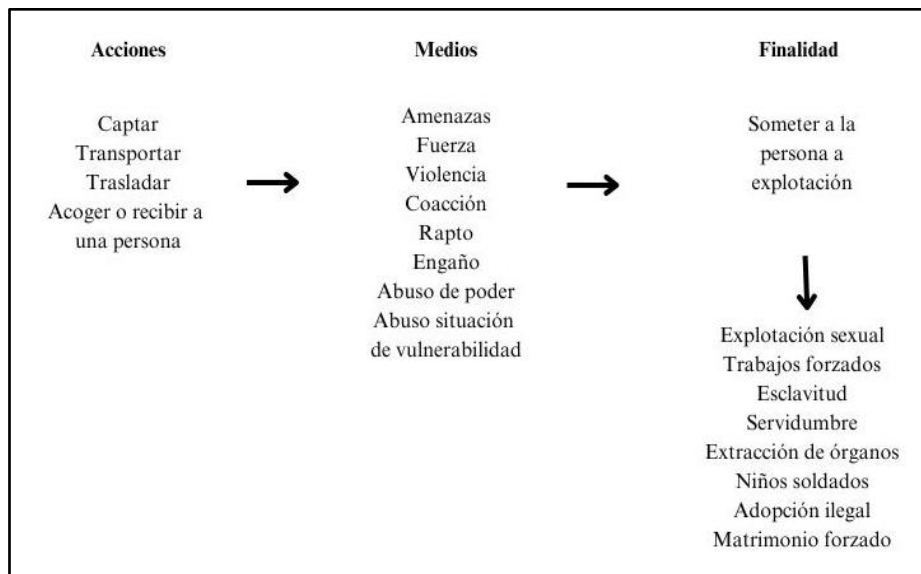 Acciones
Captar
Transportar
Trasladar
Acoger o recibir a
una persona
Medios
Amenazas
Fuerza
Violencia
Coacción
Rapto
Engaño
Abuso de poder
Abuso situación
de vulnerabilidad
Finalidad
Someter a la
persona a
explotación
Explotación sexual
Trabajos forzados
Esclavitud
Servidumbre
Extracción de órganos
Niños soldados
Adopción ilegal
Matrimonio forzado